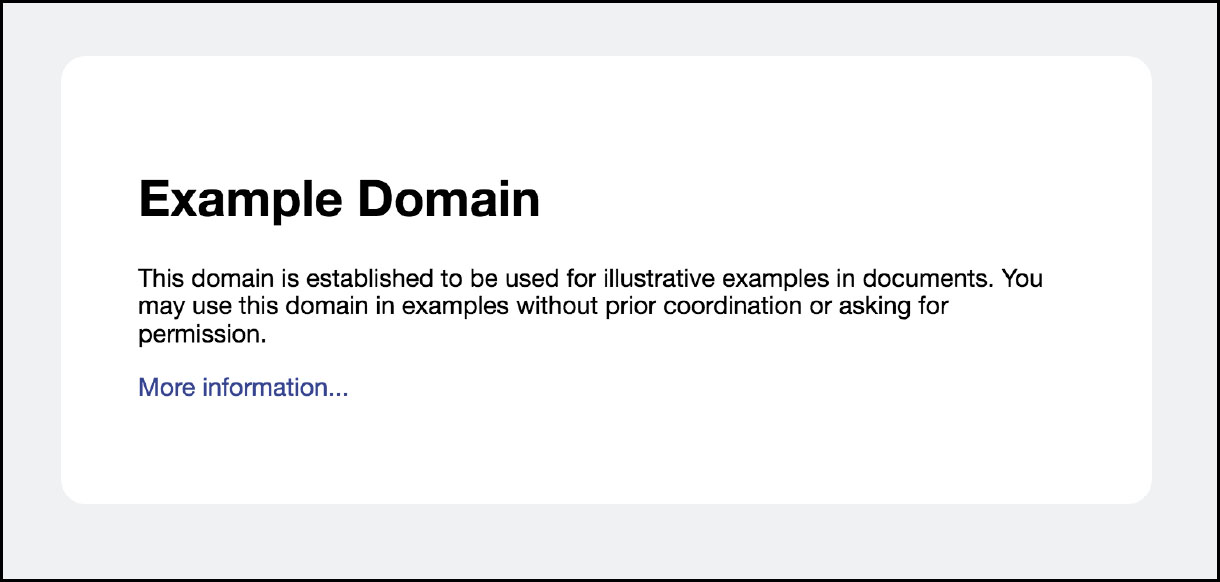 Example Domain
This domain is established to be used for illustrative examples in documents. You
may use this domain in examples without prior coordination or asking for
permission.
More information...